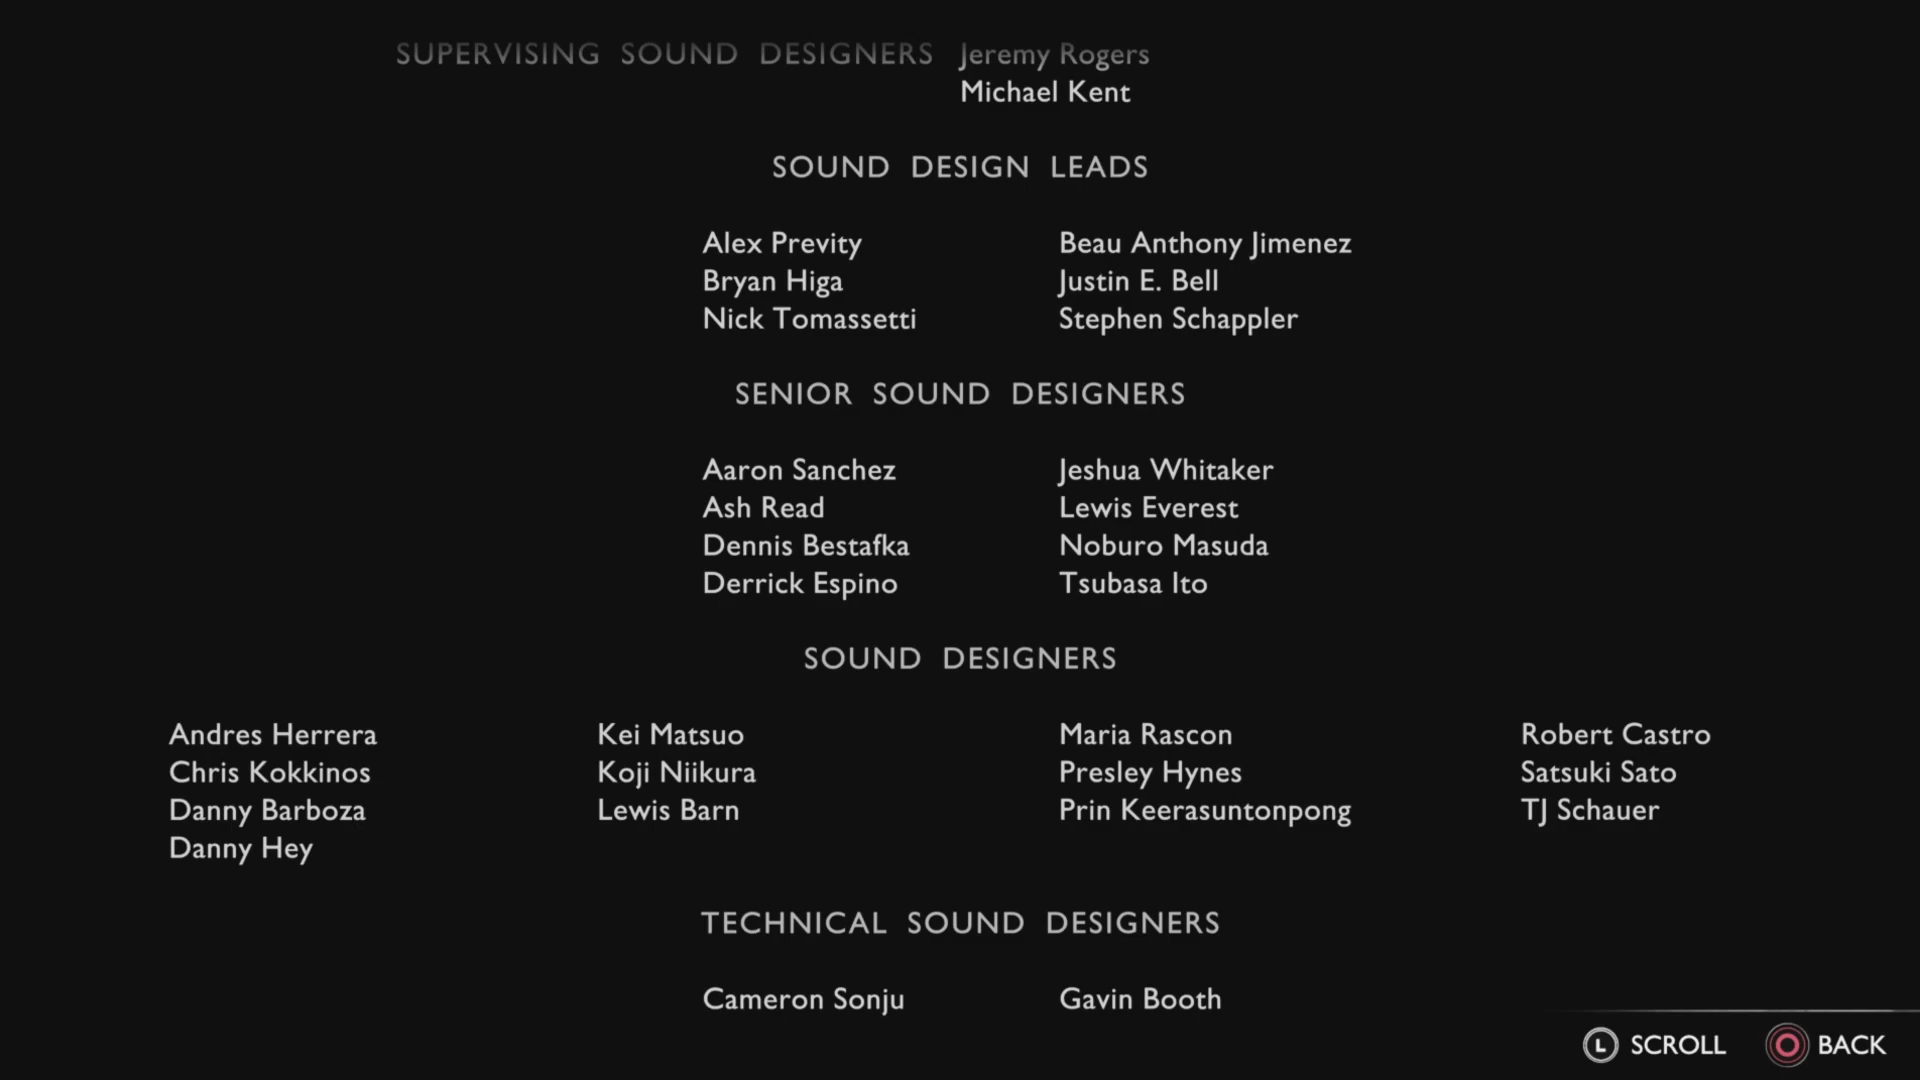 SUPERVISING SOUND DESIGNERS Jeremy Rogers
Michael Kent
SOUND DESIGN LEADS
Alex Previty Beau Anthony Jimenez
Bryan Higa Justin E. Bell
Nick Tomassetti Stephen Schappler
SENIOR SOUND DESIGNERS
Aaron Sanchez Jeshua Whitaker
Ash Read Lewis Everest
Dennis Bestafka Noburo Masuda
Derrick Espino Tsubasa Ito
SOUND DESIGNERS
Andres Herrera Kei Matsuo Maria Rascon Robert Castro
Chris Kokkinos Koji Niikura Presley Hynes Satsuki Sato
Danny Barboza Lewis Barn Prin Keerasuntonpong TJ Schauer
Danny Hey
TECHNICAL SOUND DESIGNERS
Cameron Sonju Gavin Booth
L SCROLL BACK